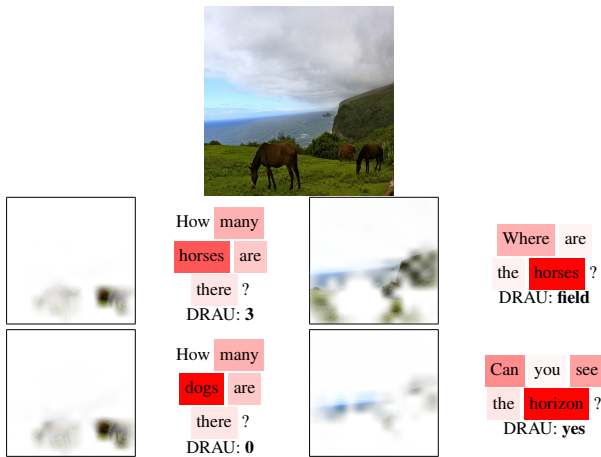 How many
horses are
there ?
DRAU: 3
Where are
the horses ?
DRAU: field
How many
dogs are
there ?
DRAU: 0
Can you see
the horizon ?
DRAU: yes